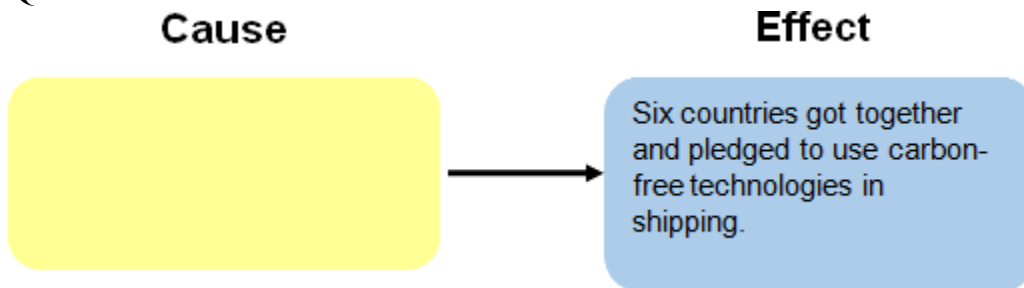 Cause
Effect
Six countries got together
and pledged to use carbon-
free technologies in
shipping.